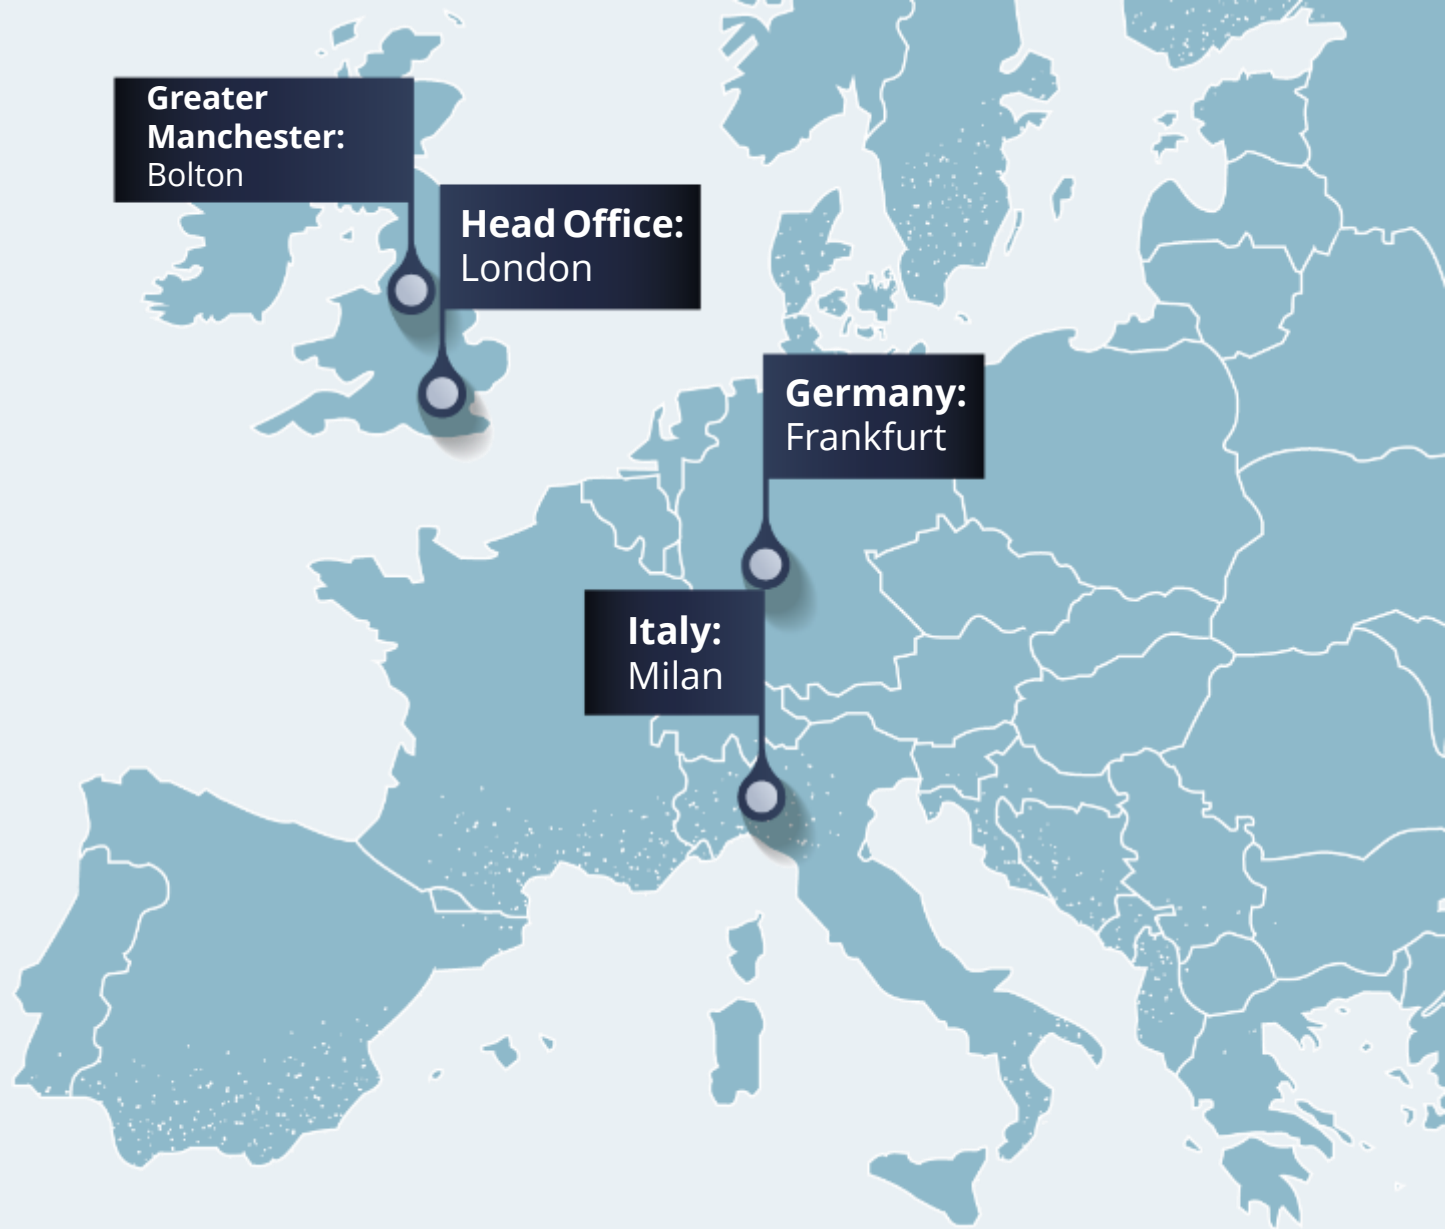 Greater
Manchester:
Bolton
Head Office:
London
Germany:
Frankfurt
Italy:
Milan